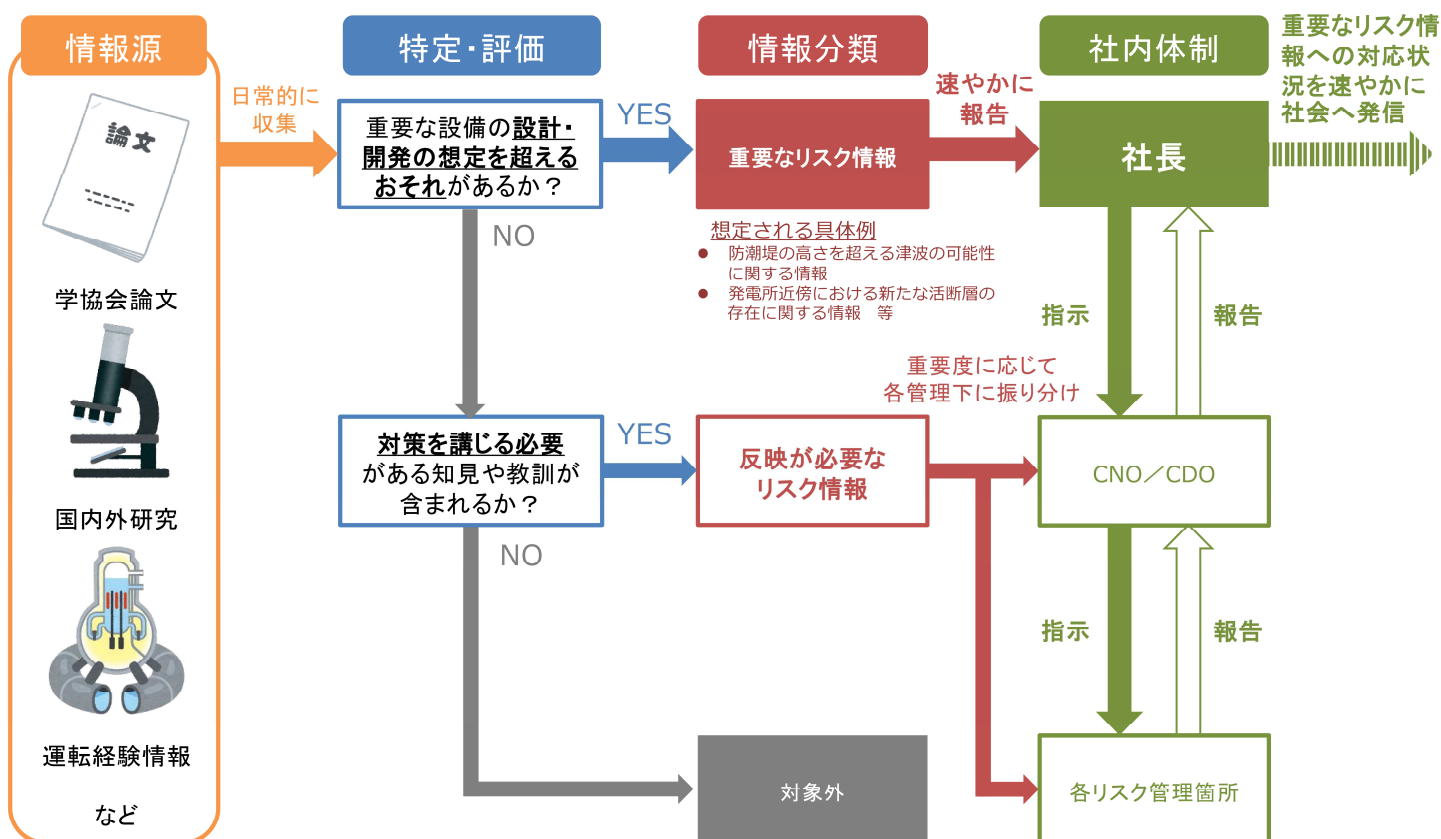 情報源
特定・評価
情報分類
社内体制
重要なリスク情
報への対応状
況を速やかに
社会へ発信
論文
学協会論文
国内外研究
運転経験情報
など
日常的に
収集
重要な設備の設計・
開発の想定を超える
おそれがあるか？
YES
NO
重要なリスク情報
速やかに
報告
社長
想定される具体例
● 防潮堤の高さを超える津波の可能性
に関する情報
● 発電所近傍における新たな活断層の
存在に関する情報　等
指示
報告
重要度に応じて
各管理下に振り分け
対策を講じる必要
がある知見や教訓が
含まれるか？
YES
NO
反映が必要な
リスク情報
CNO／CDO
指示
報告
対象外
各リスク管理箇所